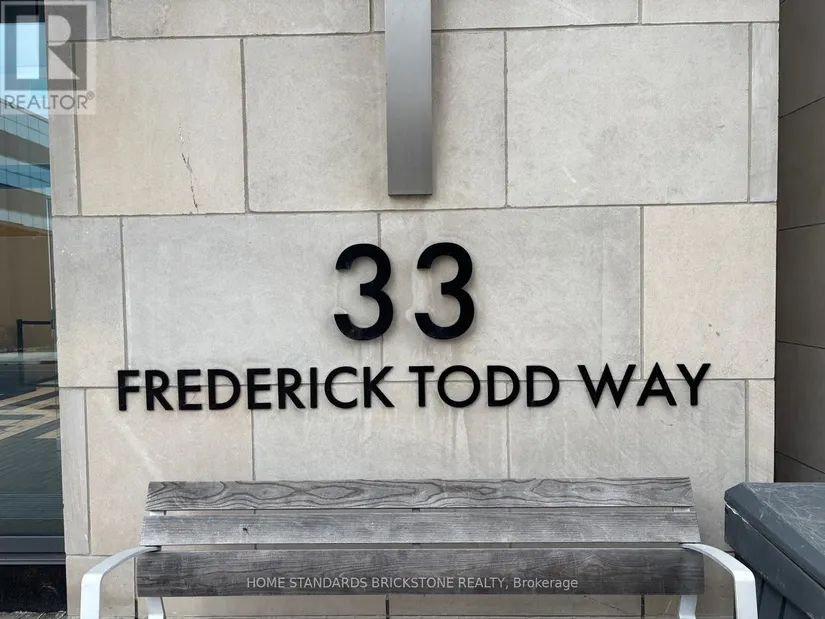 R
REALTOR®
33
FREDERICK TODD WAY
HOME STANDARDS BRICKSTONE REALTY, Brokerage